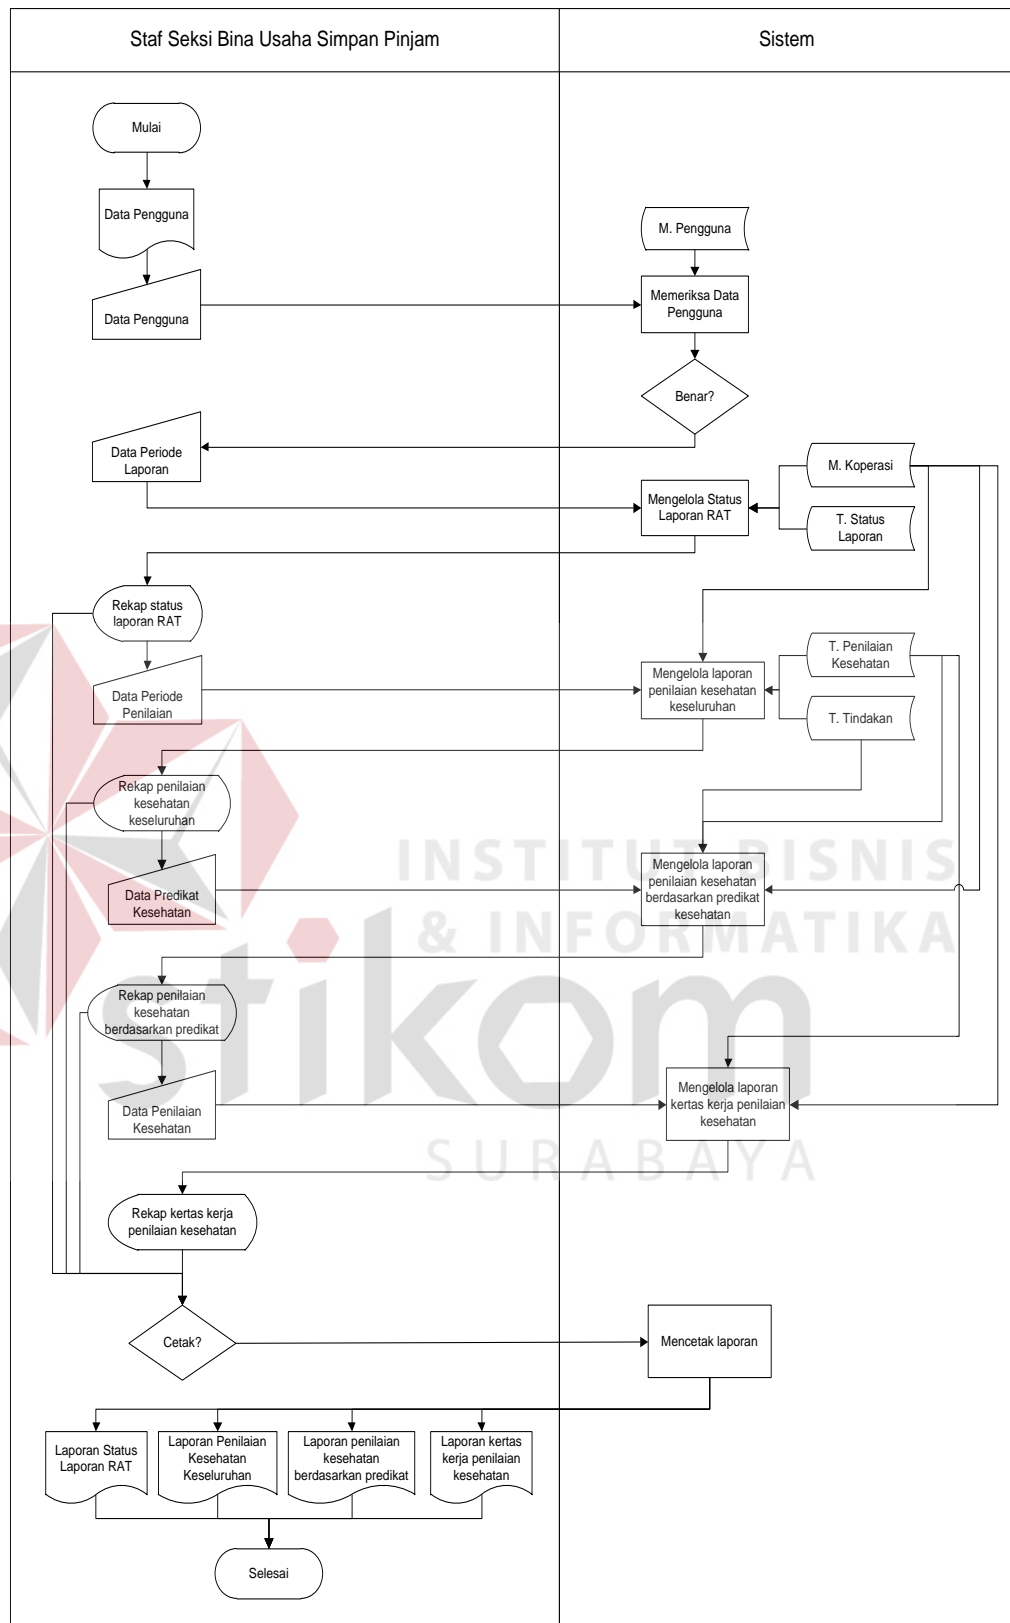 Staf Seksi Bina Usaha Simpan Pinjam
Sistem
Mulai
Data Pengguna
M. Pengguna
Data Pengguna
Memeriksa Data
Pengguna
Benar?
Data Periode
Laporan
M. Koperasi
Mengelola Status
Laporan RAT
T. Status
Laporan
Rekap status
laporan RAT
T. Penilaian
Kesehatan
Data Periode
Penilaian
Mengelola laporan
penilaian kesehatan
keseluruhan
T. Tindakan
Rekap penilaian
kesehatan
keseluruhan
Data Predikat
Kesehatan
Mengelola laporan
penilaian kesehatan
berdasarkan predikat
kesehatan
INSTITUT BISNIS
& INFORMATIKA
stikom
SURABAYA
Rekap penilaian
kesehatan
berdasarkan predikat
Data Penilaian
Kesehatan
Mengelola laporan
kertas kerja penilaian
kesehatan
Rekap kertas kerja
penilaian kesehatan
Cetak?
Mencetak laporan
Laporan Status
Laporan RAT
Laporan Penilaian
Kesehatan
Keseluruhan
Laporan penilaian
kesehatan
berdasarkan predikat
Laporan kertas
kerja penilaian
kesehatan
Selesai